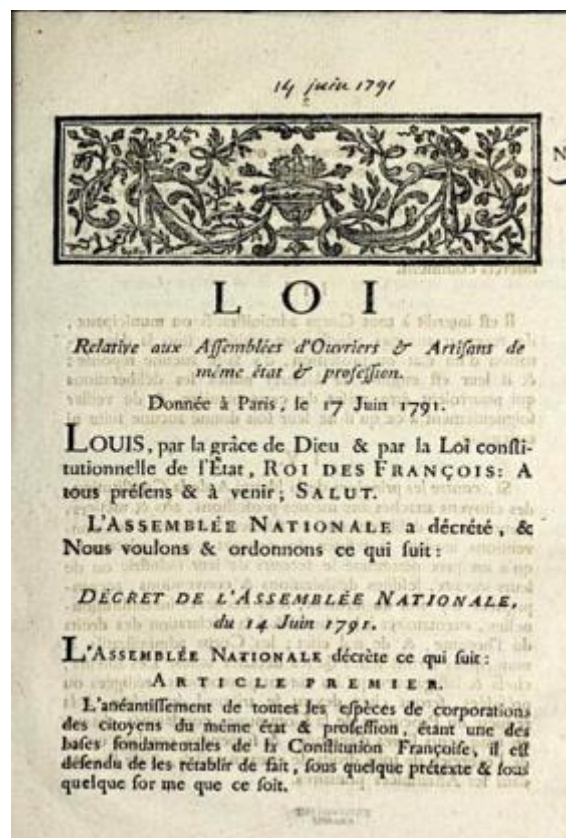 14 juin 1791
N
LOI
Relative aux Assemblées d'Ouvriers & Artisans de
même état & profession.
Donnée à Paris, le 17 Juin 1791.
LOUIS, par la grâce de Dieu & par la Loi consti-
tutionnelle de l'État, ROI DES FRANÇOIS: A
tous présens & à venir; SALUT.
L'ASSEMBLÉE NATIONALE a décrété, &
Nous voulons & ordonnons ce qui suit:
DÉCRET DE L'ASSEMBLÉE NATIONALE,
du 14 Juin 1791.
L'ASSEMBLÉE NATIONALE décrète ce qui suit:
ARTICLE PREMIER.
L'anéantissement de toutes les espèces de corporations
des citoyens du même état & profession, étant une des
bases fondamentales de la Constitution Françoise, il est
défendu de les rétablir de fait, sous quelque prétexte & sous
quelque for me que ce soit.